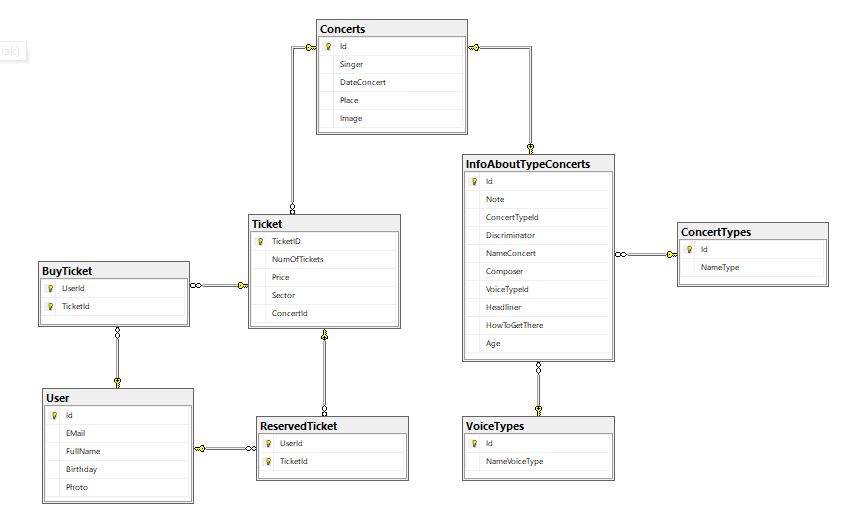 Concerts
Id
Singer
DateConcert
Place
Image
InfoAboutTypeConcerts
Id
Note
ConcertTypeId
Discriminator
NameConcert
Composer
VoiceTypeId
Headliner
HowToGetThere
Age
Ticket
TicketID
NumOfTickets
Price
Sector
ConcertId
ConcertTypes
Id
NameType
BuyTicket
UserId
TicketId
User
Id
EMail
FullName
Birthday
Photo
ReservedTicket
UserId
TicketId
VoiceTypes
Id
NameVoiceType